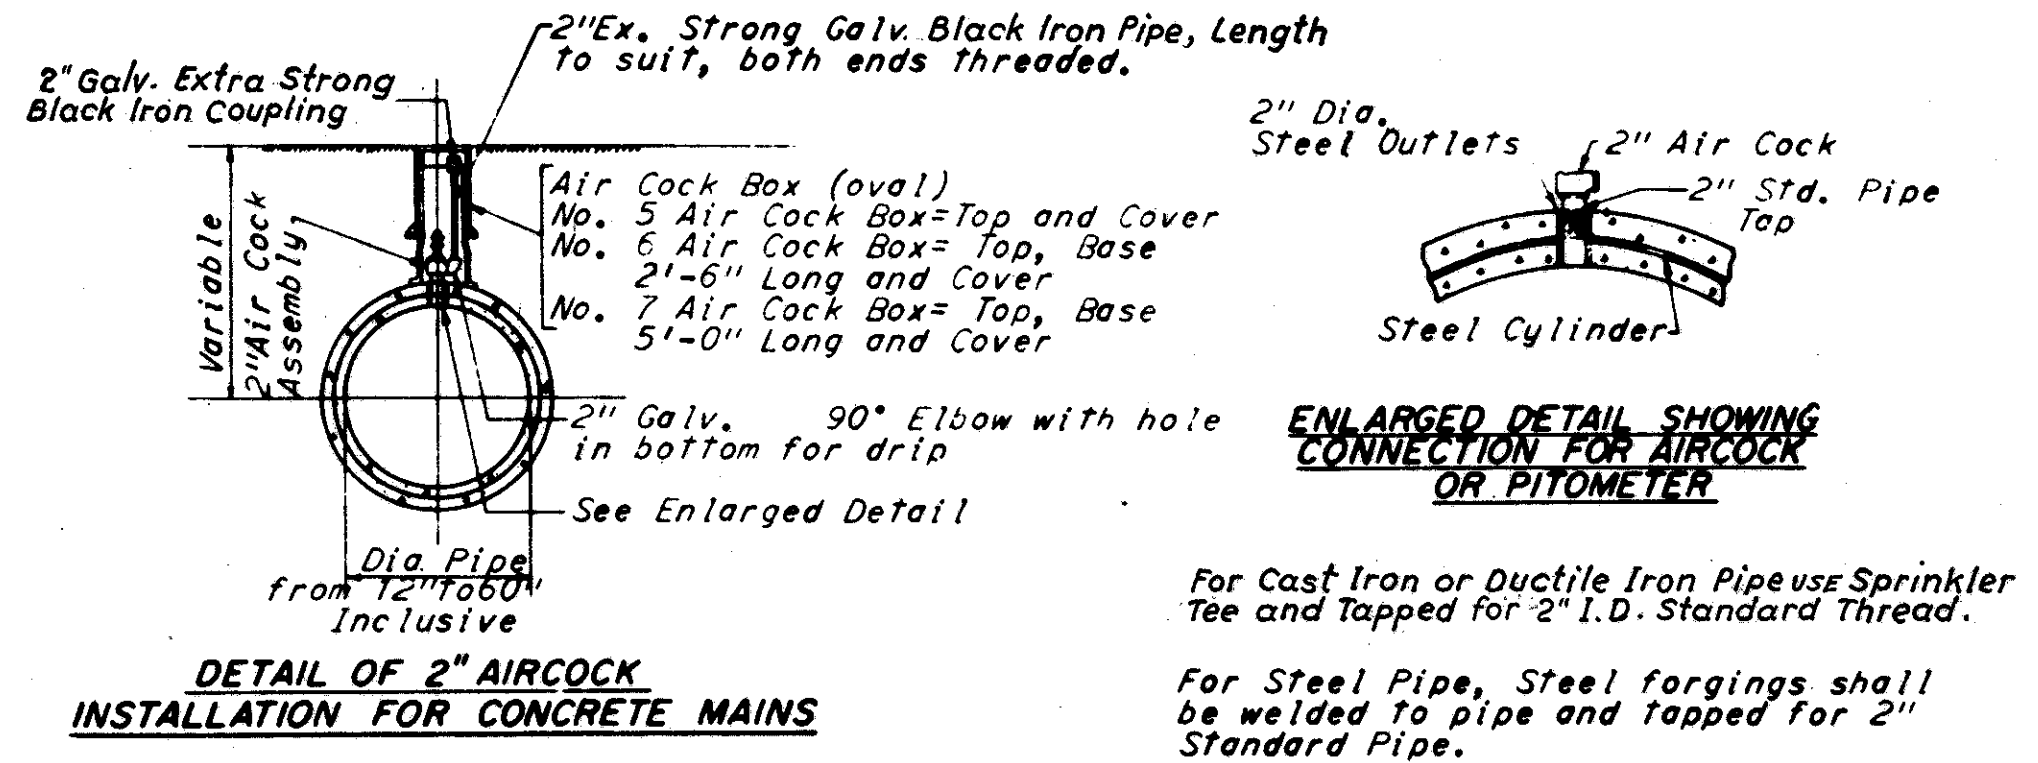 2"Ex. Strong Galv. Black Iron Pipe, Length
to suit, both ends threaded.
2" Galv. Extra Strong
Black Iron Coupling
Variable
2"Air Cock
Assembly,
Air Cock Box (oval)
No. 5 Air Cock Box=Top and Cover
No. 6 Air Cock Box= Top, Base
2'-6" Long and Cover
No. 7 Air Cock Box= Top, Base
5'-0" Long and Cover
2" Galv. 90° Elbow with hole
in bottom for drip
See Enlarged Detail
Dia. Pipe
from 12"to60"
Inclusive
DETAIL OF 2" AIRCOCK
INSTALLATION FOR CONCRETE MAINS
2" Dia.
Steel Outlets
2" Air Cock
2" Std. Pipe
Tap
Steel Cylinder
ENLARGED DETAIL SHOWING
CONNECTION FOR AIRCOCK
OR PITOMETER
For Cast Iron or Ductile Iron Pipe USE Sprinkler
Tee and Tapped for 2" I.D. Standard Thread.
For Steel Pipe, Steel forgings shall
be welded to pipe and tapped for 2"
Standard Pipe.